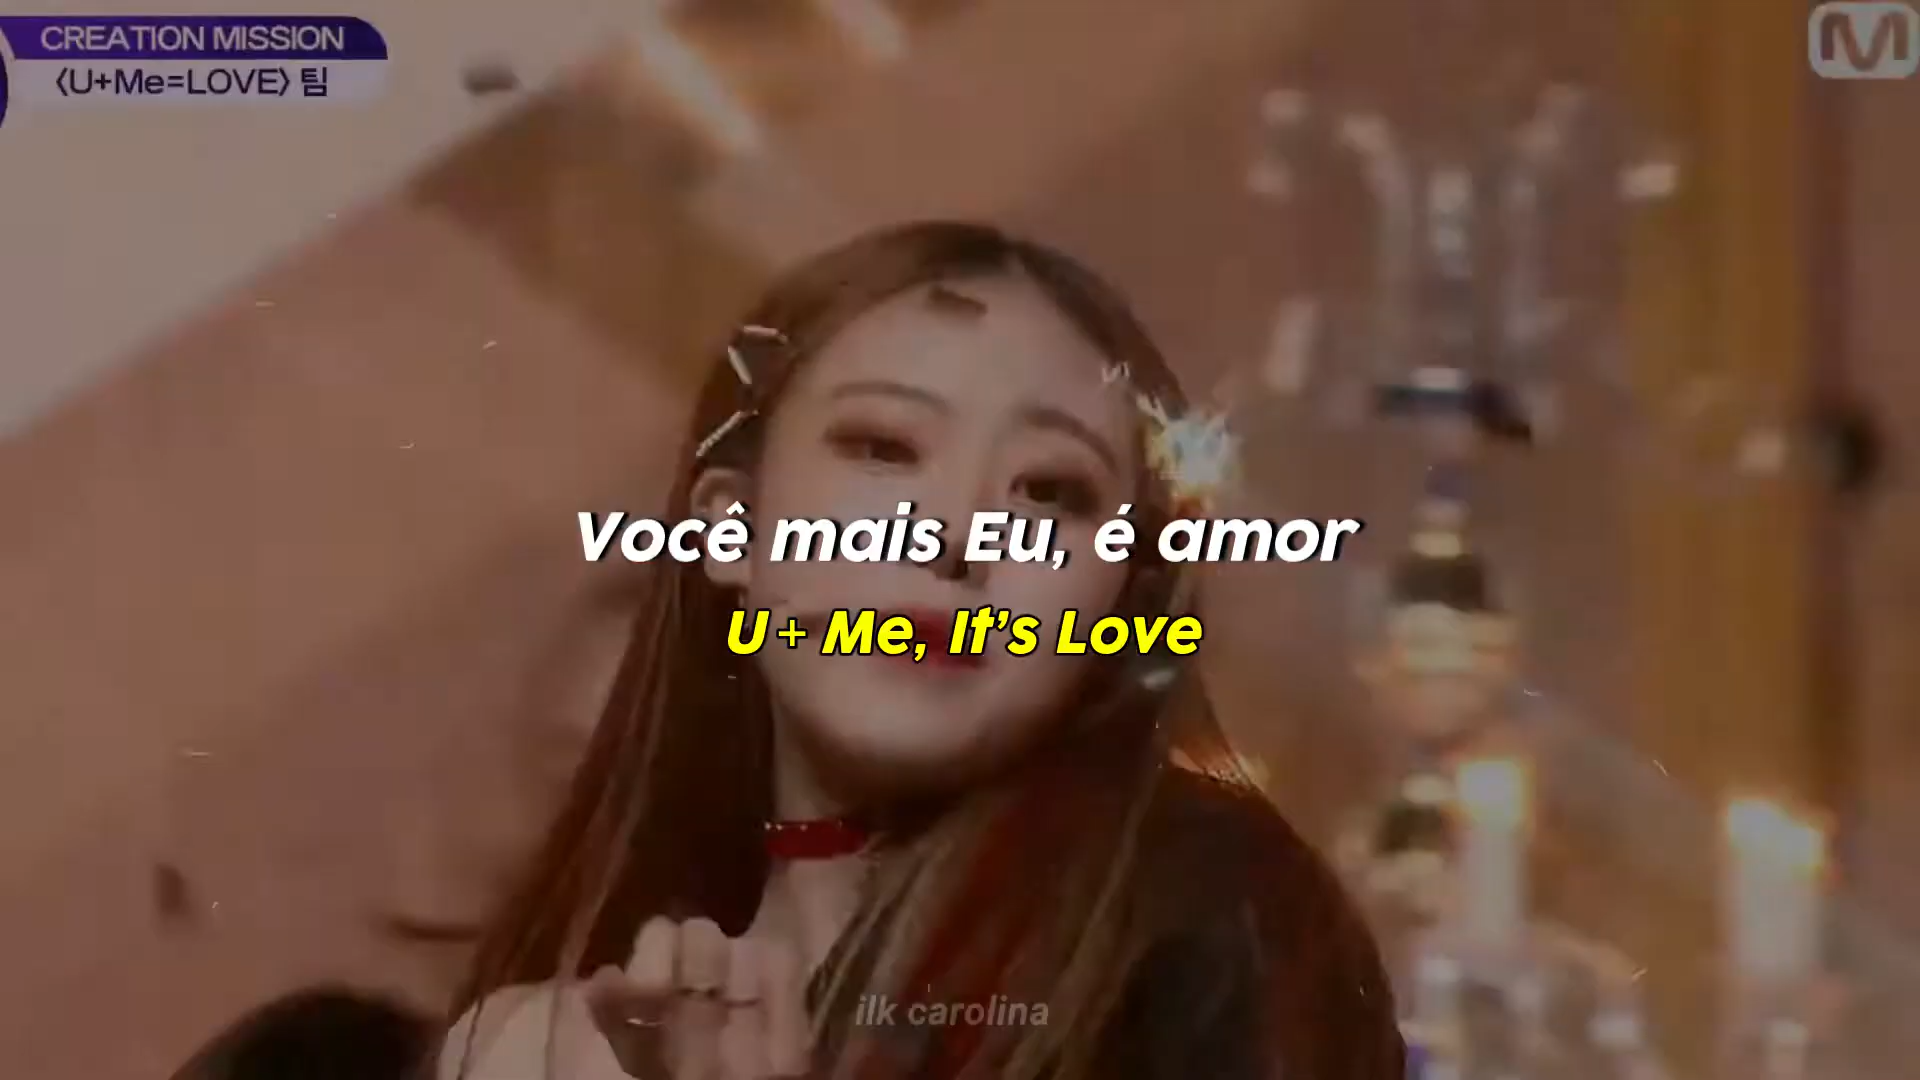 CREATION MISSION
〈U+Me=LOVE〉 팀
M
Você mais Eu, é amor
U + Me, It's Love
ilk carolina